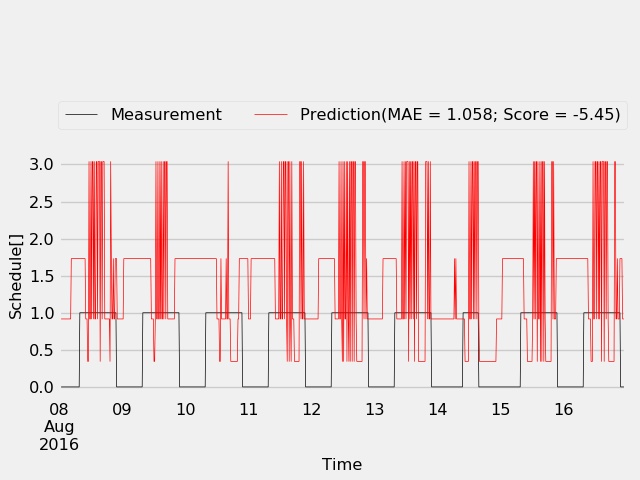 Measurement
Prediction(MAE = 1.058; Score = -5.45)
3.0
2.5
2.0
1.5
1.0
0.5
0.0
Schedule[]
08 09 10 11 12 13 14 15 16
Aug
2016
Time